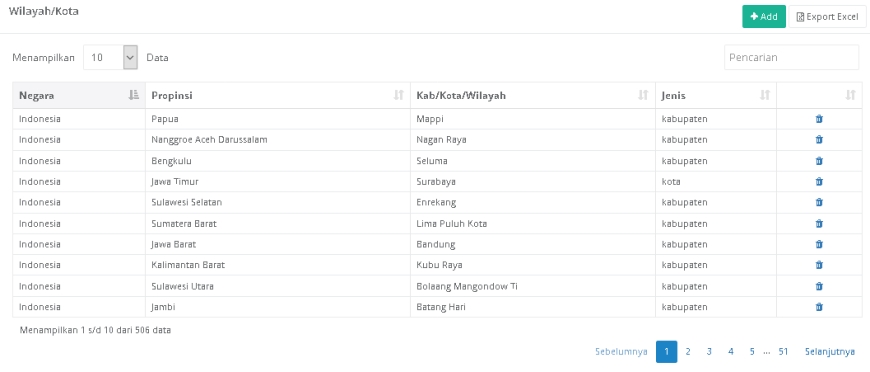 Wilayah/Kota
Add Export Excel
Menampilkan 10 Data Pencarian
Negara Propinsi Kab/Kota/Wilayah Jenis
Indonesia Papua Mappi kabupaten
Indonesia Nanggroe Aceh Darussalam Nagan Raya kabupaten
Indonesia Bengkulu Seluma kabupaten
Indonesia Jawa Timur Surabaya kota
Indonesia Sulawesi Selatan Enrekang kabupaten
Indonesia Sumatera Barat Lima Puluh Kota kabupaten
Indonesia Jawa Barat Bandung kabupaten
Indonesia Kalimantan Barat Kubu Raya kabupaten
Indonesia Sulawesi Utara Bolaang Mangondow Ti kabupaten
Indonesia Jambi Batang Hari kabupaten
Menampilkan 1 s/d 10 dari 506 data
Sebelumnya 1 2 3 4 5 ... 51 Selanjutnya